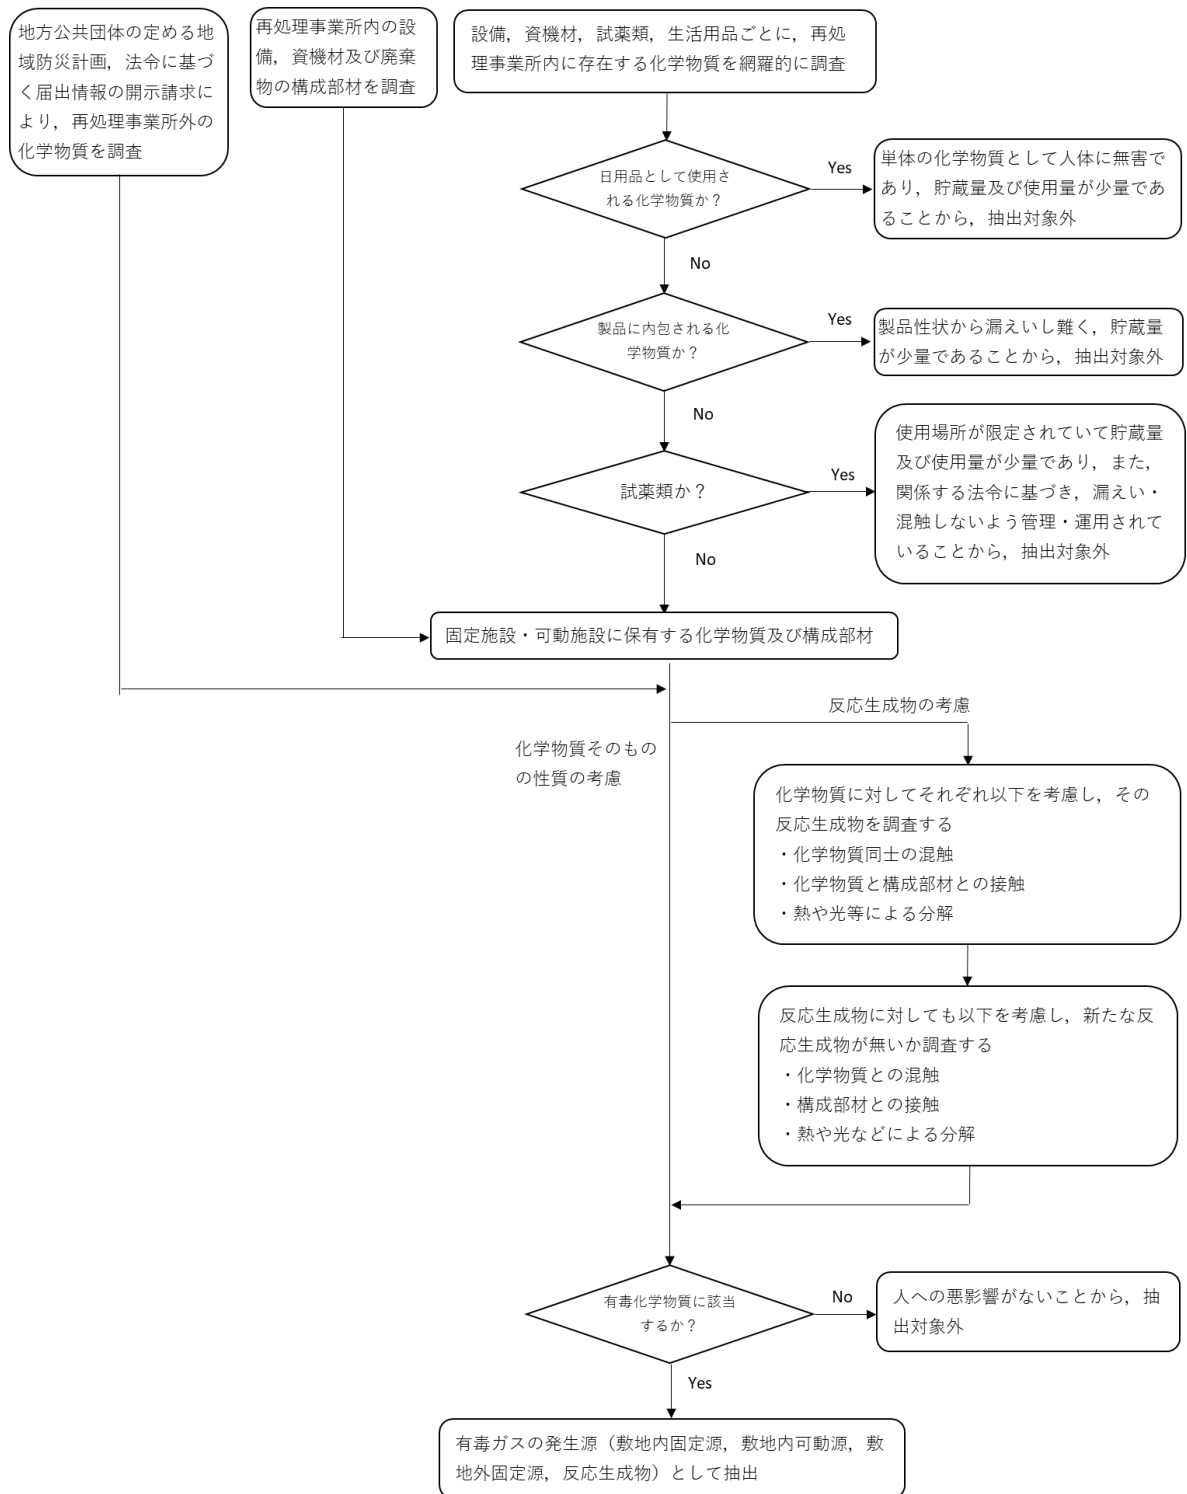 地方公共団体の定める地
域防災計画，法令に基づ
く届出情報の開示請求に
より，再処理事業所外の
化学物質を調査
再処理事業所内の設
備，資機材及び廃棄
物の構成部材を調査
設備，資機材，試薬類，生活用品ごとに，再処
理事業所内に存在する化学物質を網羅的に調査
日用品として使用さ
れる化学物質か？
Yes
単体の化学物質として人体に無害で
あり，貯蔵量及び使用量が少量であ
ることから，抽出対象外
No
製品に内包される化
学物質か？
Yes
製品性状から漏えいし難く，貯蔵量
が少量であることから，抽出対象外
No
試薬類か？
Yes
使用場所が限定されていて貯蔵量
及び使用量が少量であり，また，
関係する法令に基づき，漏えい・
混触しないよう管理・運用されて
いることから，抽出対象外
No
固定施設・可動施設に保有する化学物質及び構成部材
反応生成物の考慮
化学物質そのもの
の性質の考慮
化学物質に対してそれぞれ以下を考慮し，その
反応生成物を調査する
・化学物質同士の混触
・化学物質と構成部材との接触
・熱や光等による分解
反応生成物に対しても以下を考慮し，新たな反
応生成物が無いか調査する
・化学物質との混触
・構成部材との接触
・熱や光などによる分解
有毒化学物質に該当
するか？
No
人への悪影響がないことから，抽
出対象外
Yes
有毒ガスの発生源（敷地内固定源，敷地内可動源，敷
地外固定源，反応生成物）として抽出